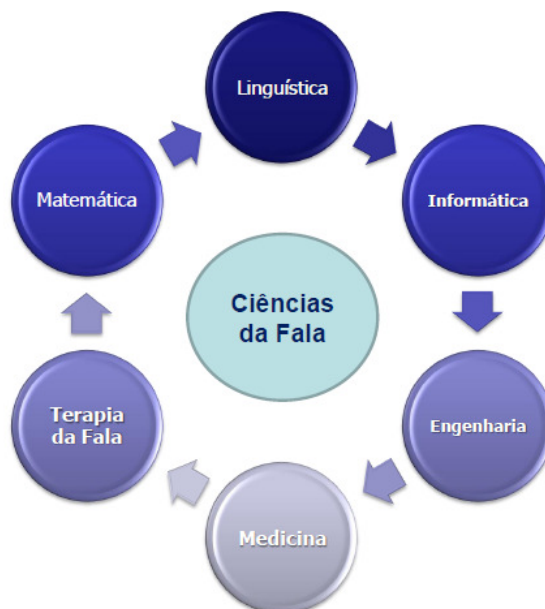 Linguística
Informática
Engenharia
Medicina
Terapia
da Fala
Matemática
Ciências
da Fala